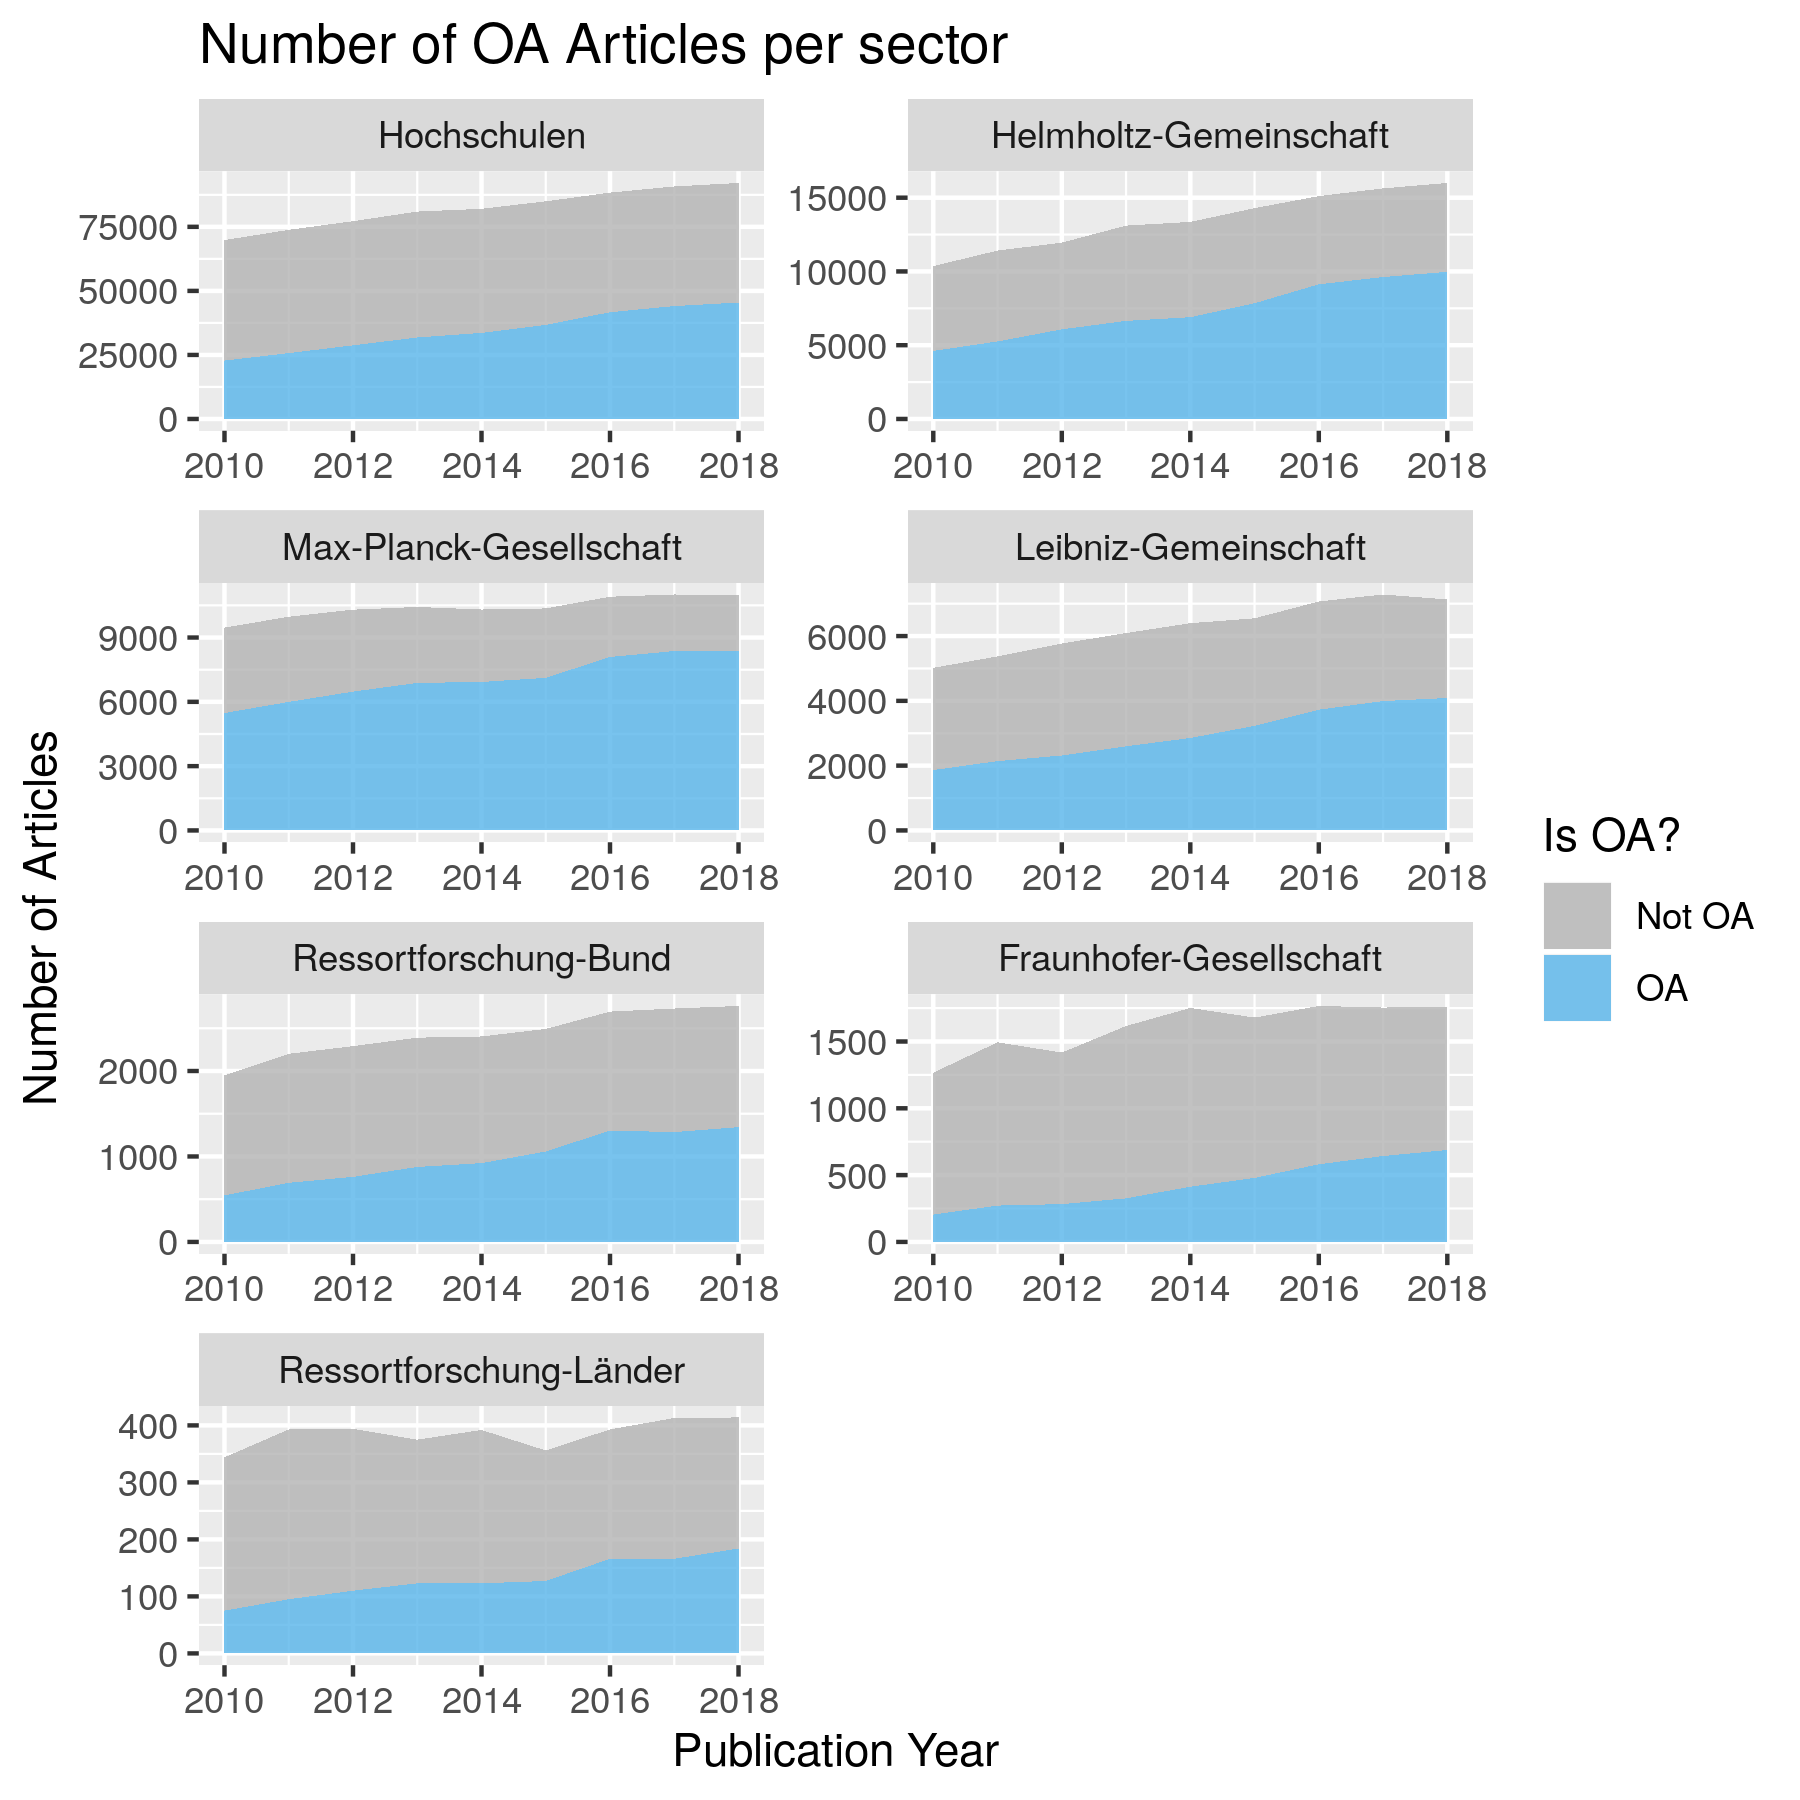 Number of OA Articles per sector
Hochschulen
75000
50000
25000
0
2010 2012 2014 2016 2018
Helmholtz-Gemeinschaft
15000
10000
5000
0
2010 2012 2014 2016 2018
Max-Planck-Gesellschaft
9000
6000
3000
0
2010 2012 2014 2016 2018
Leibniz-Gemeinschaft
6000
4000
2000
0
2010 2012 2014 2016 2018
Ressortforschung-Bund
2000
1000
0
2010 2012 2014 2016 2018
Fraunhofer-Gesellschaft
1500
1000
500
0
2010 2012 2014 2016 2018
Ressortforschung-Länder
400
300
200
100
0
2010 2012 2014 2016 2018
Number of Articles
Publication Year
Is OA?
Not OA
OA